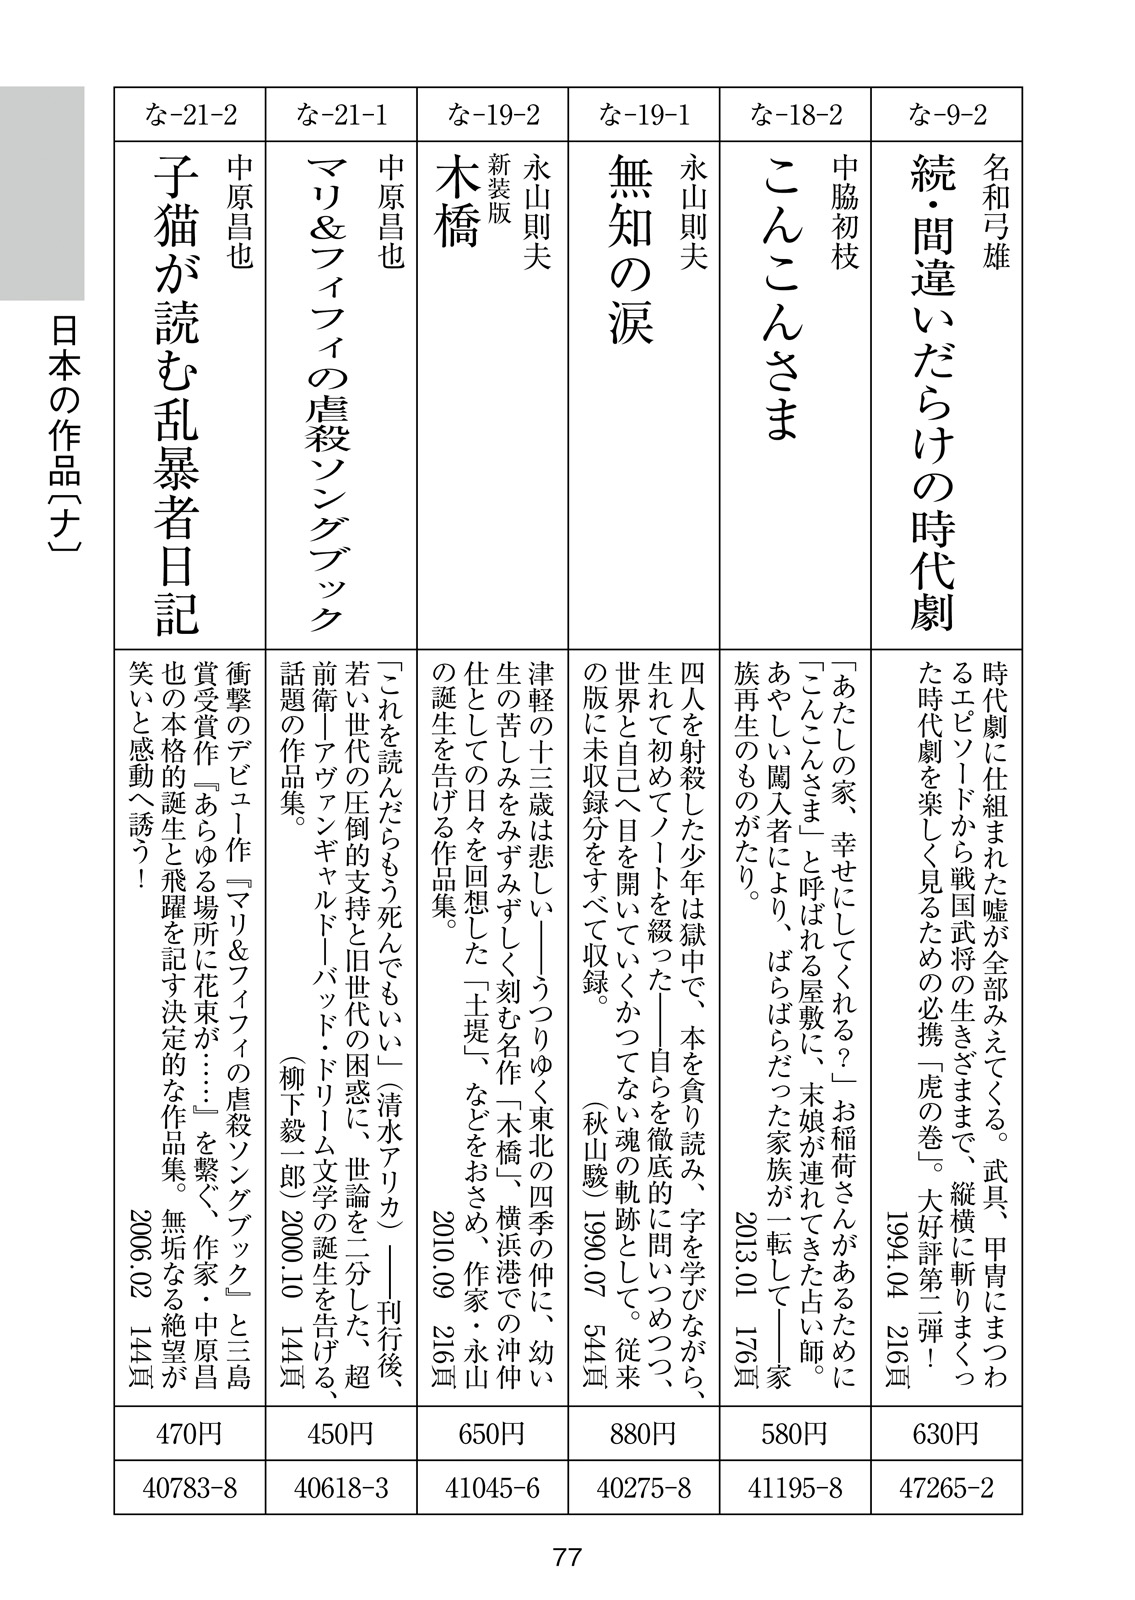 日本の作品〔ナ〕
な-9-2
名和弓雄
続・間違いだらけの時代劇
時代劇に仕組まれた嘘が全部みえてくる。武具、甲冑にまつわ
るエピソードから戦国武将の生きざままで、縦横に斬りまくっ
た時代劇を楽しく見るための必携「虎の巻」。大好評第二弾！
1994.04 216頁
630円
47265-2
な-18-2
中脇初枝
こんこんさま
「あたしの家、幸せにしてくれる？」お稲荷さんがあるために
「こんこんさま」と呼ばれる屋敷に、末娘が連れてきた占い師。
あやしい闖入者により、ばらばらだった家族が一転して――家
族再生のものがたり。
2013.01 176頁
580円
41195-8
な-19-1
永山則夫
無知の涙
四人を射殺した少年は獄中で、本を貪り読み、字を学びながら、
生れて初めてノートを綴った――自らを徹底的に問いつめつつ、
世界と自己へ目を開いていくかつてない魂の軌跡として。従来
の版に未収録分をすべて収録。
（秋山駿）1990.07 544頁
880円
40275-8
な-19-2
永山則夫
新装版
木橋
津軽の十三歳は悲しい――うつりゆく東北の四季の仲に、幼い
生の苦しみをみずみずしく刻む名作「木橋」、横浜港での沖仲
仕としての日々を回想した「土堤」、などをおさめ、作家・永山
の誕生を告げる作品集。
2010.09 216頁
650円
41045-6
な-21-1
中原昌也
マリ&フィフィの虐殺ソングブック
「これを読んだらもう死んでもいい」（清水アリカ）――刊行後、
若い世代の圧倒的支持と旧世代の困惑に、世論を二分した、超
前衛―アヴァンギャルド―バッド・ドリーム文学の誕生を告げる、
話題の作品集。
（柳下毅一郎）2000.10 144頁
450円
40618-3
な-21-2
中原昌也
子猫が読む乱暴者日記
衝撃のデビュー作『マリ&フィフィの虐殺ソングブック』と三島
賞受賞作『あらゆる場所に花束が……』を繋ぐ、作家・中原昌
也の本格的誕生と飛躍を記す決定的な作品集。無垢なる絶望が
笑いと感動へ誘う！
2006.02 144頁
470円
40783-8
77